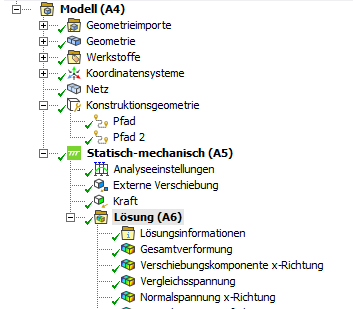 Modell (A4)
Geometrieimporte
Geometrie
Werkstoffe
Koordinatensysteme
Netz
Konstruktionsgeometrie
Pfad
Pfad 2
Statisch-mechanisch (A5)
Analyseeinstellungen
Externe Verschiebung
Kraft
Lösung (A6)
Lösungsinformationen
Gesamtverformung
Verschiebungskomponente x-Richtung
Vergleichsspannung
Normalspannung x-Richtung